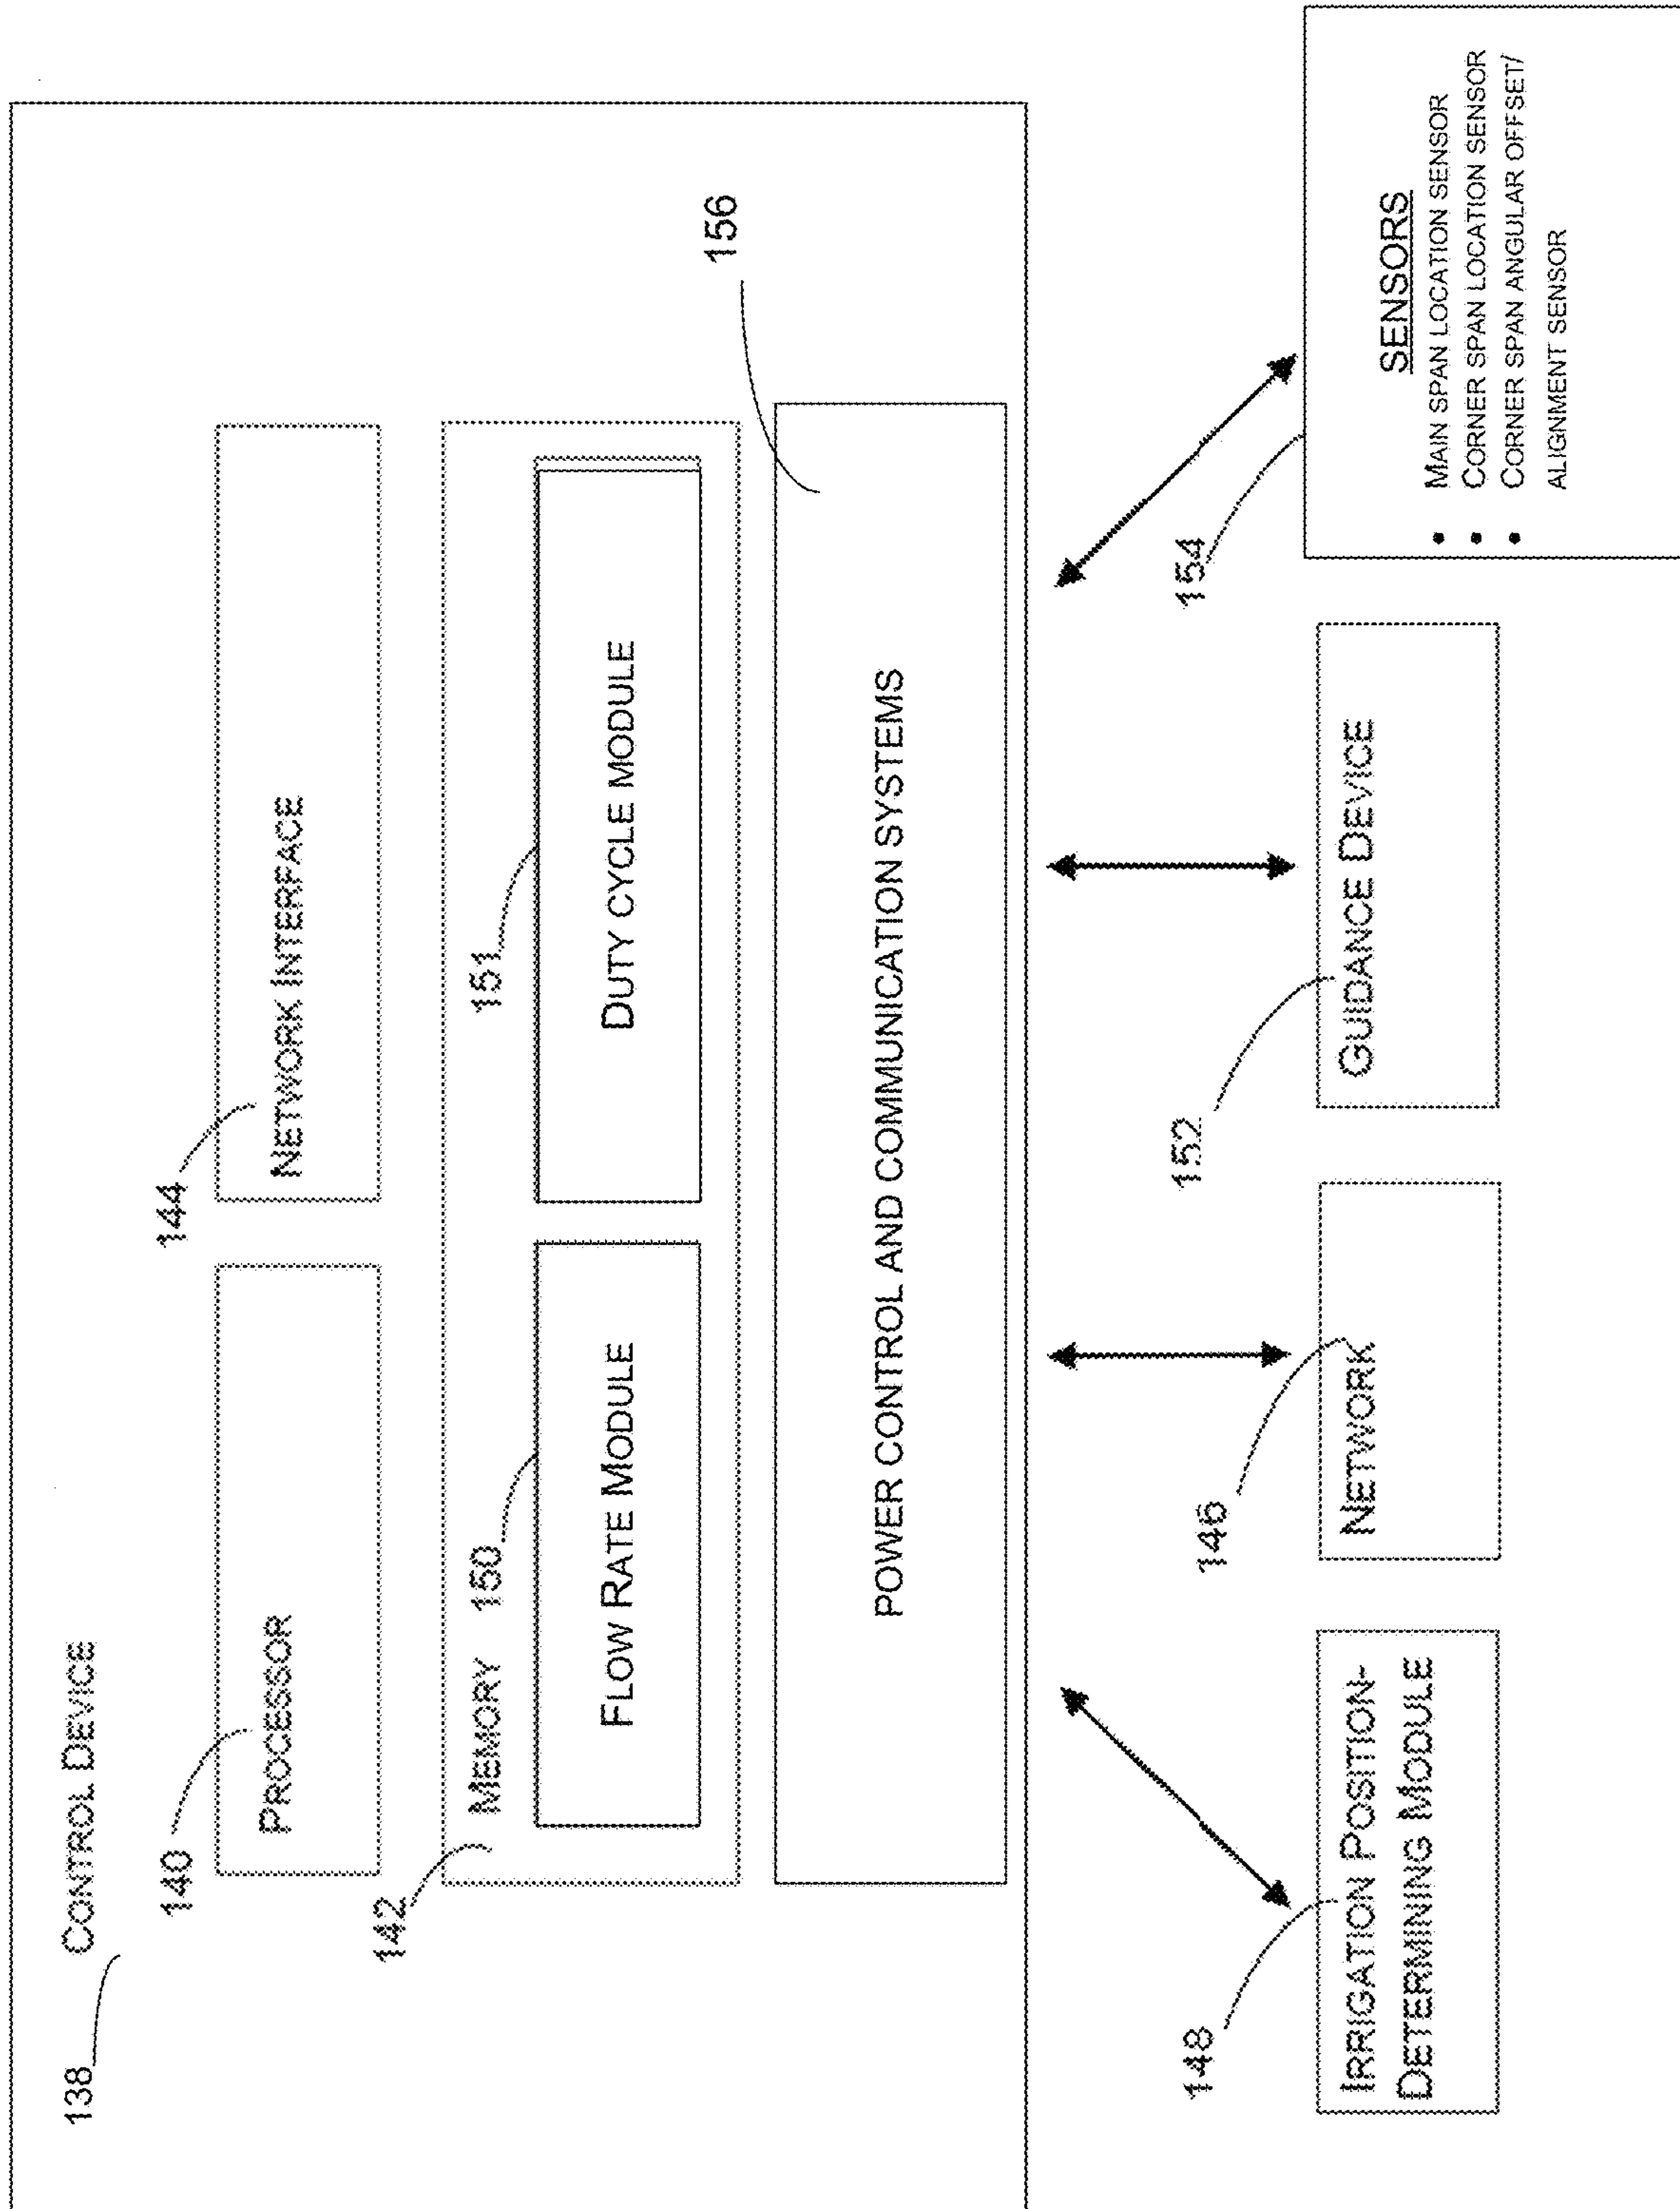 138
CONTROL DEVICE
140
PROCESSOR
144
NETWORK INTERFACE
142
MEMORY
150
FLOW RATE MODULE
151
DUTY CYCLE MODULE
156
POWER CONTROL AND COMMUNICATION SYSTEMS
148
IRRIGATION POSITION-
DETERMINING MODULE
146
NETWORK
152
GUIDANCE DEVICE
154
SENSORS
• MAIN SPAN LOCATION SENSOR
• CORNER SPAN LOCATION SENSOR
• CORNER SPAN ANGULAR OFFSET/
ALIGNMENT SENSOR